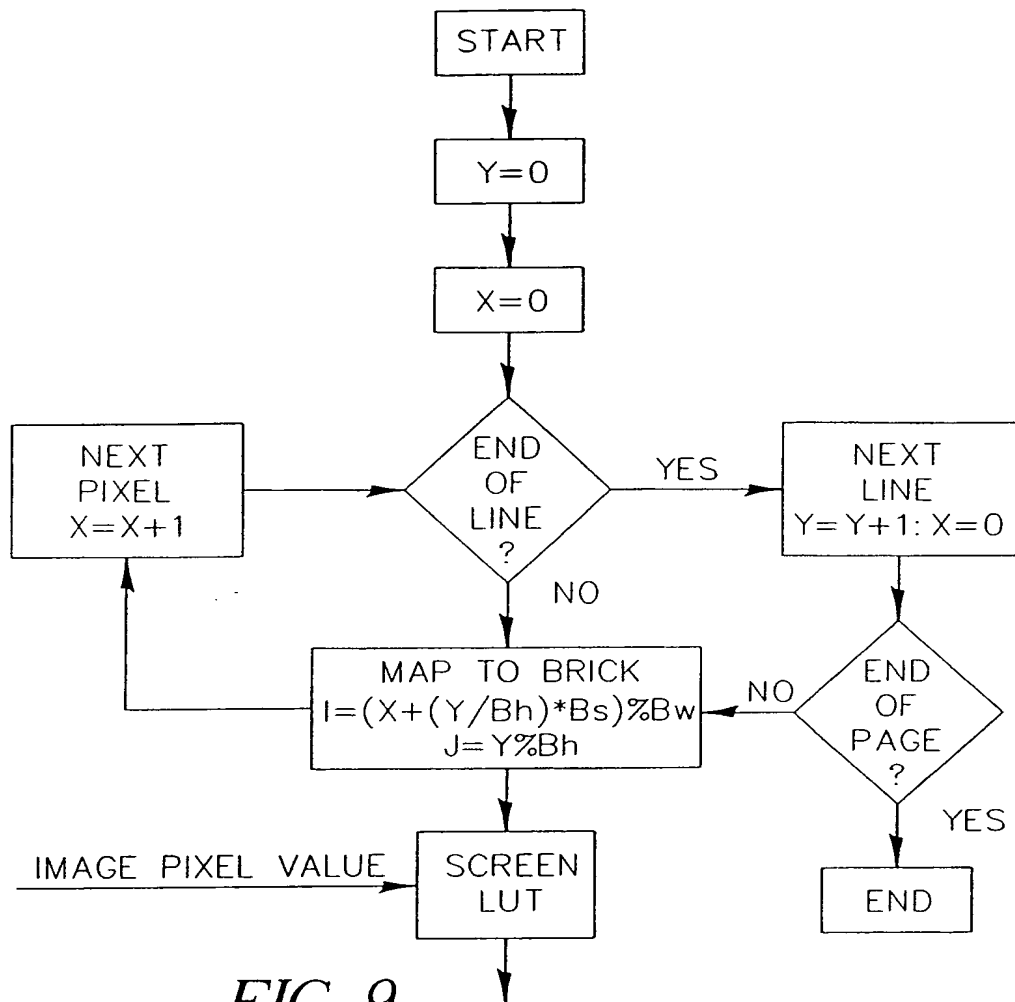 START
Y=0
X=0
END
OF
LINE
?
YES
NO
NEXT
PIXEL
X=X+1
NEXT
LINE
Y=Y+1: X=0
MAP TO BRICK
I=(X+(Y/Bh)*Bs)%Bw
J=Y%Bh
NO
END
OF
PAGE
?
YES
END
IMAGE PIXEL VALUE
SCREEN
LUT
FIG. 9